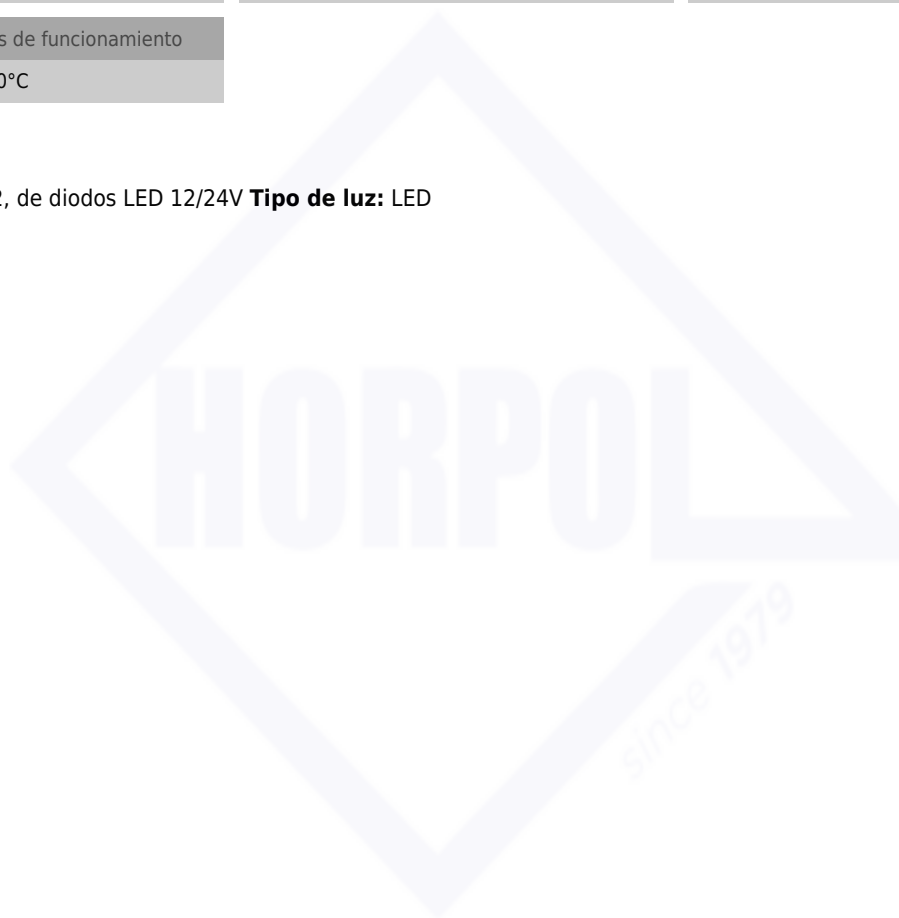 s de funcionamiento
0°C
2, de diodos LED 12/24V Tipo de luz: LED
HORPOL
since 1979